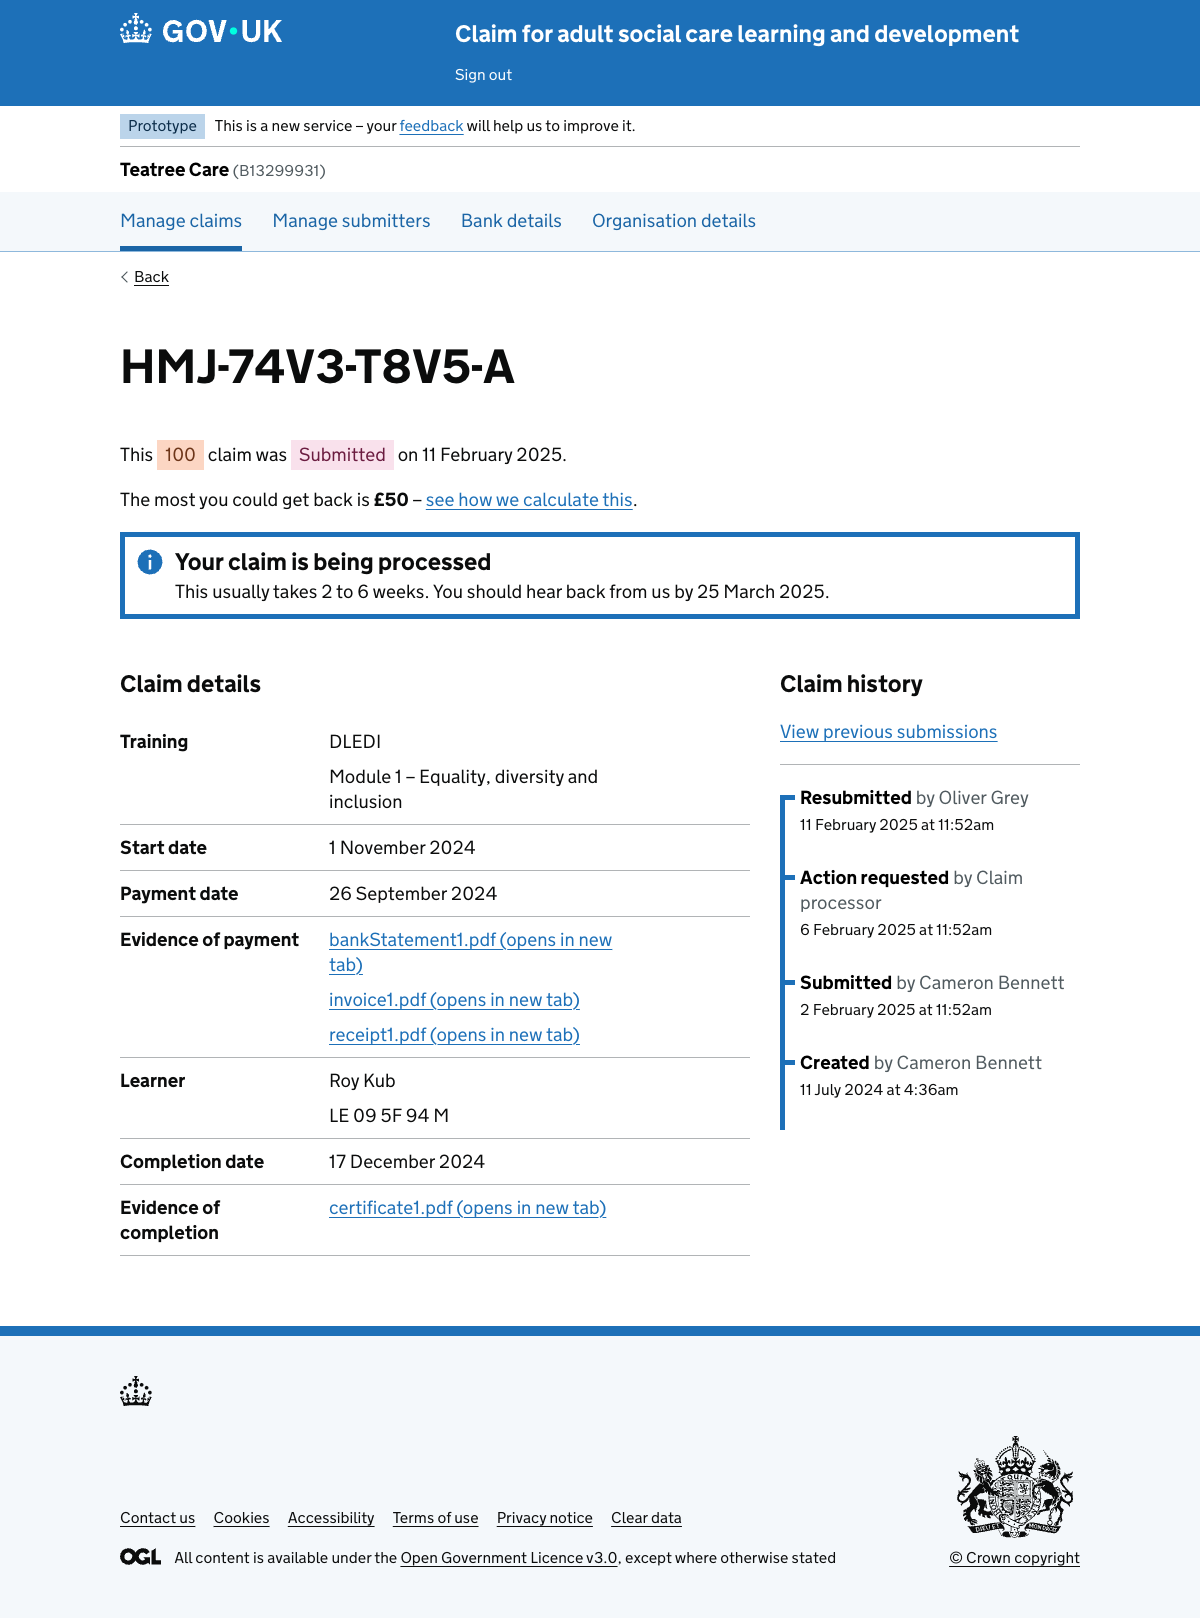 GOV·UK
Claim for adult social care learning and development
Sign out
Prototype This is a new service – your feedback will help us to improve it.
Teatree Care (B13299931)
Manage claims Manage submitters Bank details Organisation details
Back
HMJ-74V3-T8V5-A
This 100 claim was Submitted on 11 February 2025.
The most you could get back is £50 – see how we calculate this.
Your claim is being processed
This usually takes 2 to 6 weeks. You should hear back from us by 25 March 2025.
Claim details
Training DLEDI
Module 1 – Equality, diversity and
inclusion
Start date 1 November 2024
Payment date 26 September 2024
Evidence of payment bankStatement1.pdf (opens in new
tab)
invoice1.pdf (opens in new tab)
receipt1.pdf (opens in new tab)
Learner Roy Kub
LE 09 5F 94 M
Completion date 17 December 2024
Evidence of certificate1.pdf (opens in new tab)
completion
Claim history
View previous submissions
Resubmitted by Oliver Grey
11 February 2025 at 11:52am
Action requested by Claim
processor
6 February 2025 at 11:52am
Submitted by Cameron Bennett
2 February 2025 at 11:52am
Created by Cameron Bennett
11 July 2024 at 4:36am
Contact us Cookies Accessibility Terms of use Privacy notice Clear data
OGL All content is available under the Open Government Licence v3.0, except where otherwise stated
© Crown copyright